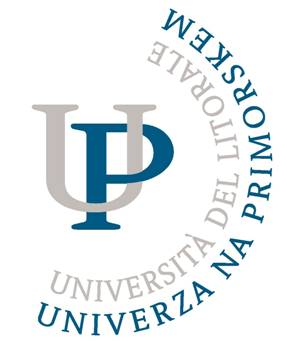 UP
UNIVERSITÀ DEL LITORALE
UNIVERZA NA PRIMORSKEM